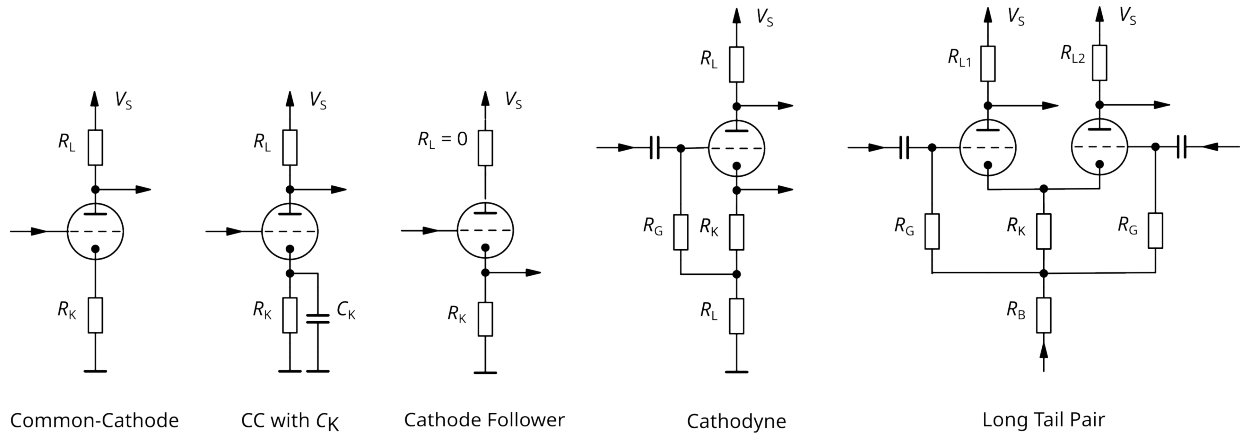 V_S
R_L
R_K
Common-Cathode
V_S
R_L
R_K
C_K
CC with C_K
V_S
R_L = 0
R_K
Cathode Follower
V_S
R_L
R_G
R_K
R_L
Cathodyne
V_S
V_S
R_L1
R_L2
R_G
R_K
R_G
R_B
Long Tail Pair